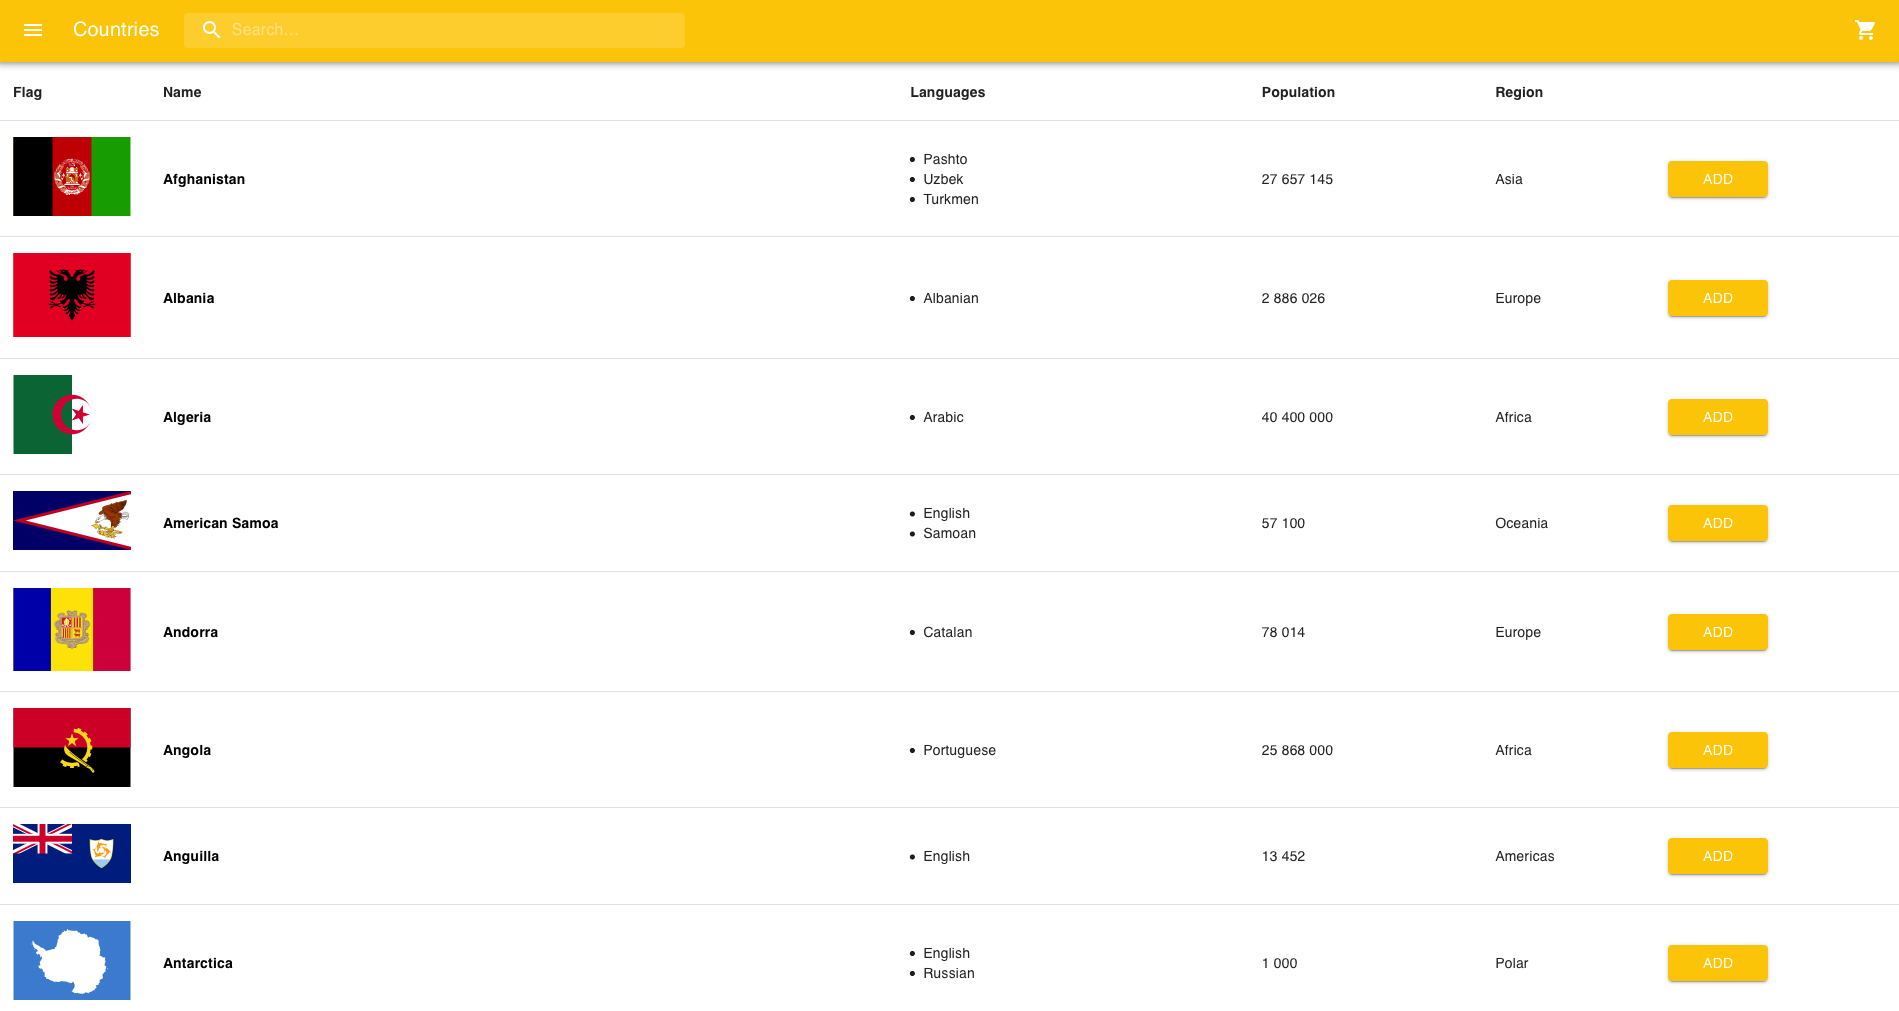 Countries
Search...
Flag Name Languages Population Region
Afghanistan
Pashto
Uzbek
Turkmen
27 657 145 Asia ADD
Albania
Albanian
2 886 026 Europe ADD
Algeria
Arabic
40 400 000 Africa ADD
American Samoa
English
Samoan
57 100 Oceania ADD
Andorra
Catalan
78 014 Europe ADD
Angola
Portuguese
25 868 000 Africa ADD
Anguilla
English
13 452 Americas ADD
Antarctica
English
Russian
1 000 Polar ADD